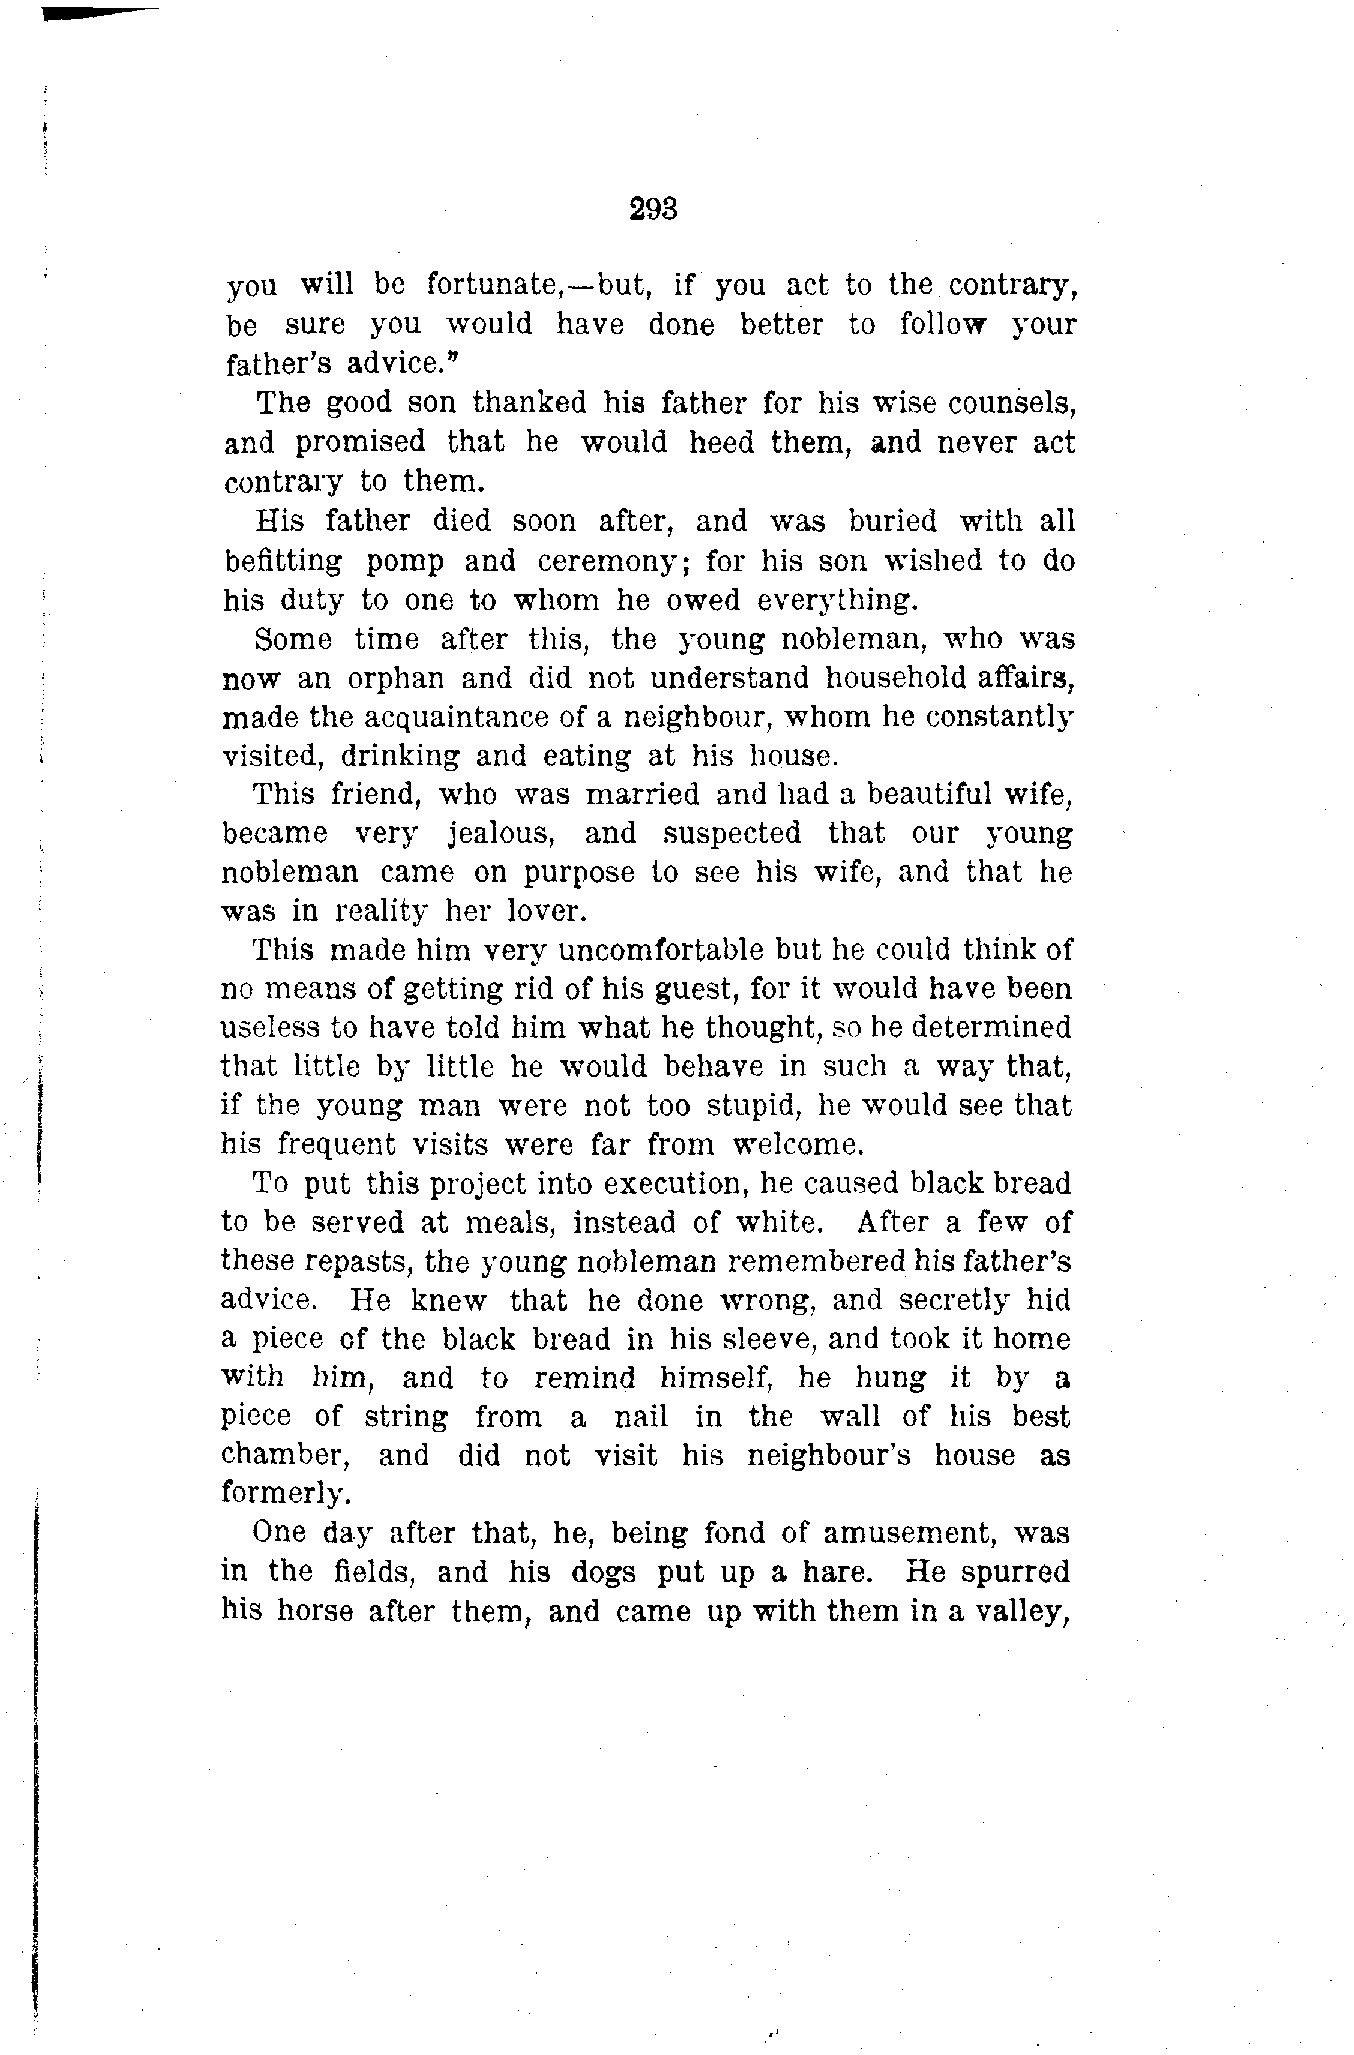 293
you will be fortunate,—but, if you act to the contrary,
be sure you would have done better to follow your
father's advice."
The good son thanked his father for his wise counsels,
and promised that he would heed them, and never act
contrary to them.
His father died soon after, and was buried with all
befitting pomp and ceremony; for his son wished to do
his duty to one to whom he owed everything.
Some time after this, the young nobleman, who was
now an orphan and did not understand household affairs,
made the acquaintance of a neighbour, whom he constantly
visited, drinking and eating at his house.
This friend, who was married and had a beautiful wife,
became very jealous, and suspected that our young
nobleman came on purpose to see his wife, and that he
was in reality her lover.
This made him very uncomfortable but he could think of
no means of getting rid of his guest, for it would have been
useless to have told him what he thought, so he determined
that little by little he would behave in such a way that,
if the young man were not too stupid, he would see that
his frequent visits were far from welcome.
To put this project into execution, he caused black bread
to be served at meals, instead of white. After a few of
these repasts, the young nobleman remembered his father's
advice. He knew that he done wrong, and secretly hid
a piece of the black bread in his sleeve, and took it home
with him, and to remind himself, he hung it by a
piece of string from a nail in the wall of his best
chamber, and did not visit his neighbour's house as
formerly.
One day after that, he, being fond of amusement, was
in the fields, and his dogs put up a hare. He spurred
his horse after them, and came up with them in a valley,